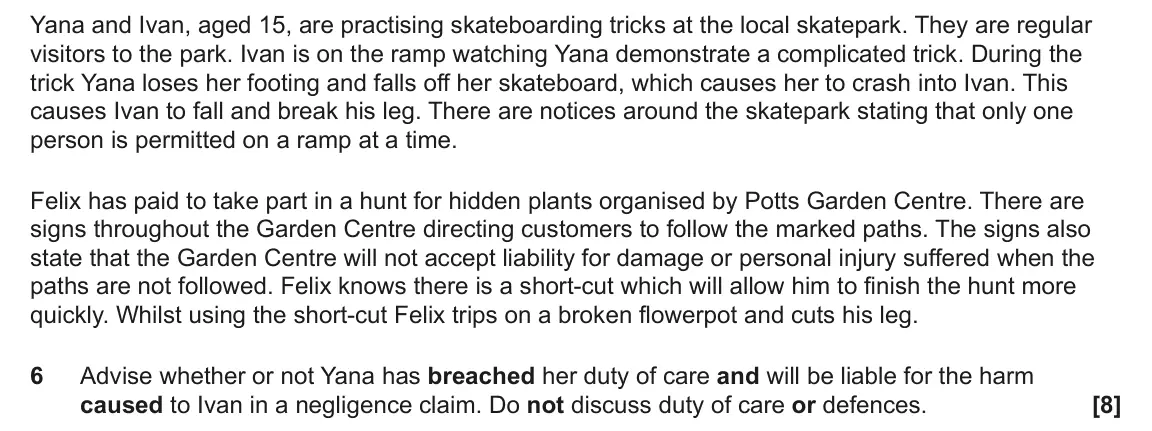 Yana and Ivan, aged 15, are practising skateboarding tricks at the local skatepark. They are regular
visitors to the park. Ivan is on the ramp watching Yana demonstrate a complicated trick. During the
trick Yana loses her footing and falls off her skateboard, which causes her to crash into Ivan. This
causes Ivan to fall and break his leg. There are notices around the skatepark stating that only one
person is permitted on a ramp at a time.
Felix has paid to take part in a hunt for hidden plants organised by Potts Garden Centre. There are
signs throughout the Garden Centre directing customers to follow the marked paths. The signs also
state that the Garden Centre will not accept liability for damage or personal injury suffered when the
paths are not followed. Felix knows there is a short-cut which will allow him to finish the hunt more
quickly. Whilst using the short-cut Felix trips on a broken flowerpot and cuts his leg.
6 Advise whether or not Yana has breached her duty of care and will be liable for the harm
caused to Ivan in a negligence claim. Do not discuss duty of care or defences. [8]